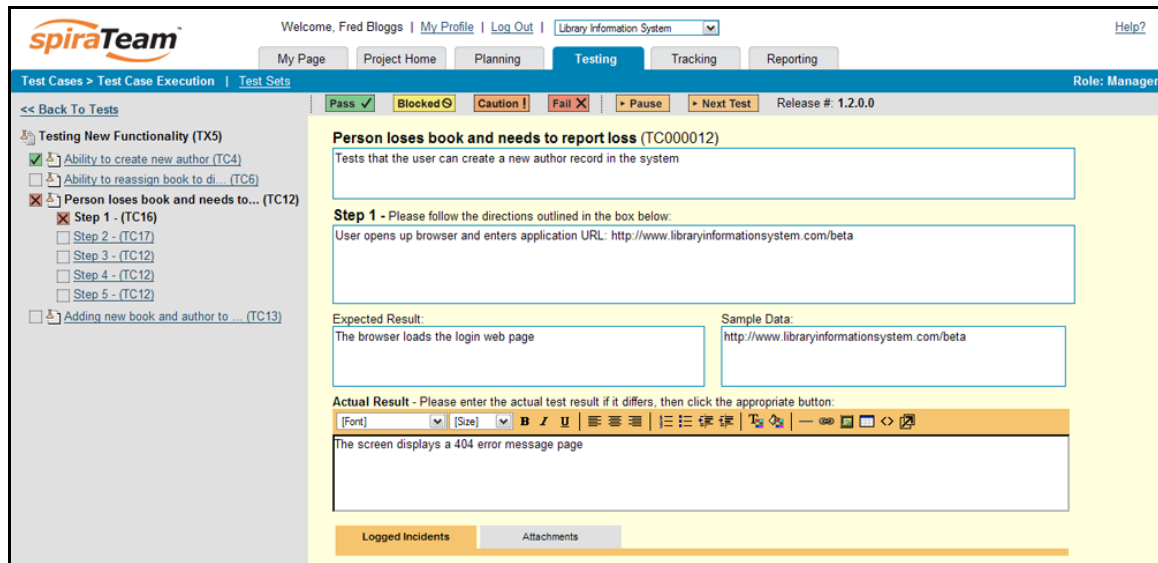 spiraTeam
Welcome, Fred Bloggs | My Profile | Log Out | Library Information System
Help?
My Page Project Home Planning Testing Tracking Reporting
Test Cases > Test Case Execution | Test Sets
Role: Manager
<< Back To Tests
Pass Blocked Caution ! Fail Pause Next Test Release #: 1.2.0.0
Testing New Functionality (TX5)
Ability to create new author (TC4)
Ability to reassign book to di... (TC6)
Person loses book and needs to... (TC12)
Step 1 - (TC16)
Step 2 - (TC17)
Step 3 - (TC12)
Step 4 - (TC12)
Step 5 - (TC12)
Adding new book and author to ... (TC13)
Person loses book and needs to report loss (TC000012)
Tests that the user can create a new author record in the system
Step 1 - Please follow the directions outlined in the box below:
User opens up browser and enters application URL: http://www.libraryinformationsystem.com/beta
Expected Result:
The browser loads the login web page
Sample Data:
http://www.libraryinformationsystem.com/beta
Actual Result - Please enter the actual test result if it differs, then click the appropriate button:
[Font] [Size] B I U
The screen displays a 404 error message page
Logged Incidents Attachments